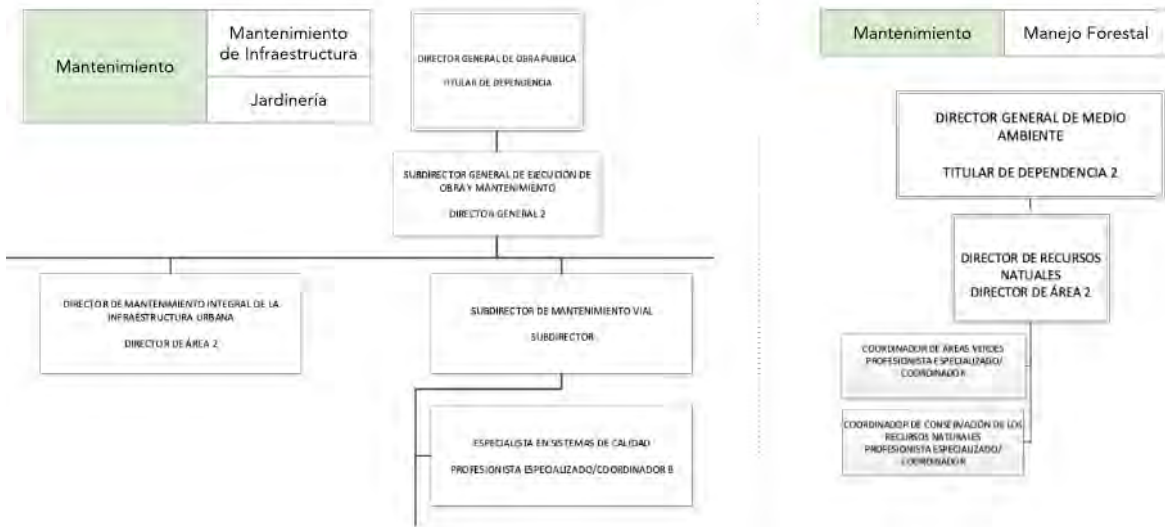 Mantenimiento
Mantenimiento
de Infraestructura
Jardinería
DIRECTOR GENERAL DE OBRA PUBLICA
TITULAR DE DEPENDENCIA
SUBDIRECTOR GENERAL DE EJECUCIÓN DE
OBRA Y MANTENIMIENTO
DIRECTOR GENERAL 2
DIRECTOR DE MANTENIMIENTO INTEGRAL DE LA
INFRAESTRUCTURA URBANA
DIRECTOR DE ÁREA 2
SUBDIRECTOR DE MANTENIMIENTO VIAL
SUBDIRECTOR
ESPECIALISTA EN SISTEMAS DE CALIDAD
PROFESIONISTA ESPECIALIZADO/COORDINADOR B
Mantenimiento
Manejo Forestal
DIRECTOR GENERAL DE MEDIO
AMBIENTE
TITULAR DE DEPENDENCIA 2
DIRECTOR DE RECURSOS
NATUALES
DIRECTOR DE ÁREA 2
COORDINADOR DE ÁREAS VERDES
PROFESIONISTA ESPECIALIZADO/
COORDINADOR
COORDINADOR DE CONSERVACIÓN DE LOS
RECURSOS NATURALES
PROFESIONISTA ESPECIALIZADO/
COORDINADOR